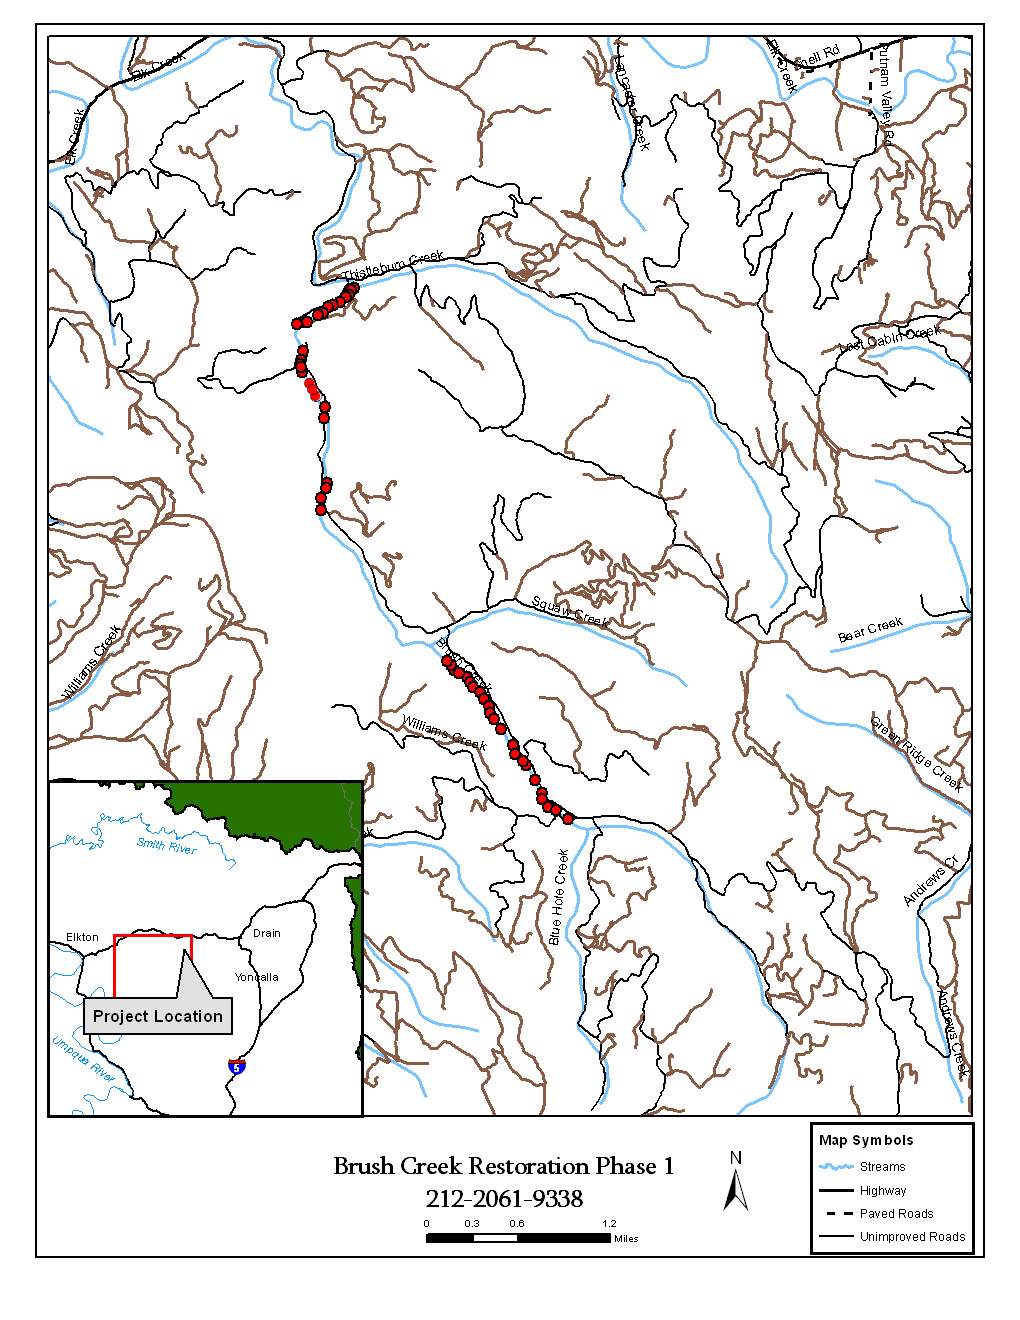 Elk Creek
Elk Creek
Elk Creek
Shell Rd
Putnam Valley Rd
Lancaster Creek
Thistleburn Creek
Lost Cabin Creek
Squaw Creek
Bear Creek
Brush Creek
Williams Creek
Williams Creek
Green Ridge Creek
k
Blue Hole Creek
Andrews Cr
Andrews Creek
Smith River
Elkton
Drain
Yoncalla
Project Location
Umpqua River
5
Brush Creek Restoration Phase 1
212-2061-9338
0 0.3 0.6 1.2
Miles
N
Map Symbols
Streams
Highway
Paved Roads
Unimproved Roads